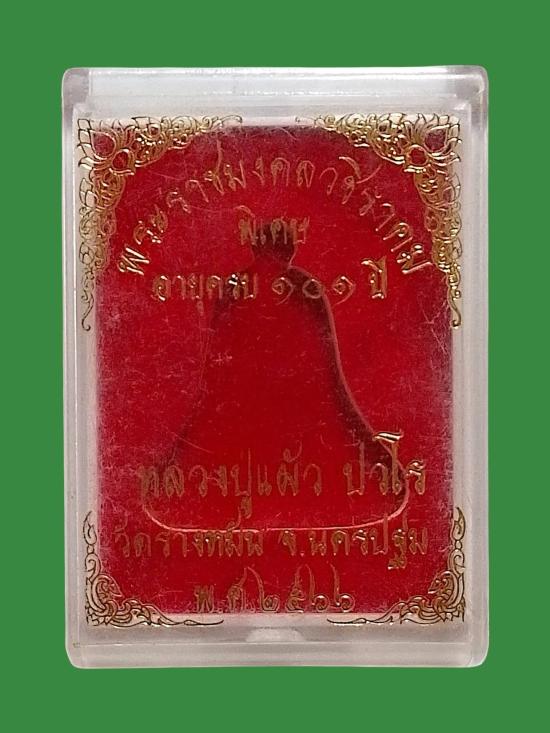 พระราชมงคลวชิราคม
พิเศษ
อายุครบ ๑๐๑ ปี
หลวงปู่แผ้ว ปวโร
วัดรางหมัน จ.นครปฐม
พ.ศ.๒๕๖๖